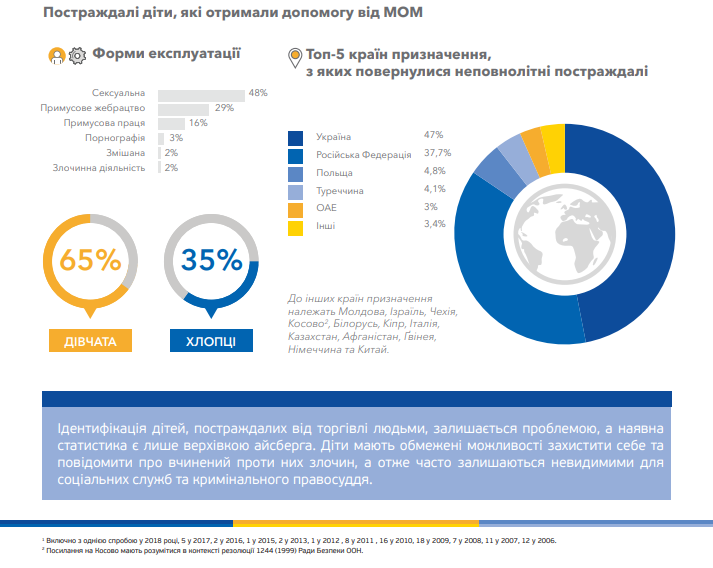 Постраждалі діти, які отримали допомогу від МОМ
Форми експлуатації
Сексуальна 48%
Примусове жебрацтво 29%
Примусова праця 16%
Порнографія 3%
Змішана 2%
Злочинна діяльність 2%
65%
ДІВЧАТА
35%
ХЛОПЦІ
Топ-5 країн призначення,
з яких повернулися неповнолітні постраждалі
Україна 47%
Російська Федерація 37,7%
Польща 4,8%
Туреччина 4,1%
ОАЕ 3%
Інші 3,4%
До інших країн призначення
належать Молдова, Ізраїль, Чехія,
Косово², Білорусь, Кіпр, Італія,
Казахстан, Афганістан, Ґвінея,
Німеччина та Китай.
Ідентифікація дітей, постраждалих від торгівлі людьми, залишається проблемою, а наявна
статистика є лише верхівкою айсберга. Діти мають обмежені можливості захистити себе та
повідомити про вчинений проти них злочин, а отже часто залишаються невидимими для
соціальних служб та кримінального правосуддя.
¹ Включно з однією спробою у 2018 році, 5 у 2017, 2 у 2016, 1 у 2015, 2 у 2013, 1 у 2012 , 8 у 2011 , 16 у 2010, 18 у 2009, 7 у 2008, 11 у 2007, 12 у 2006.
² Посилання на Косово мають розумітися в контексті резолюції 1244 (1999) Ради Безпеки ООН.